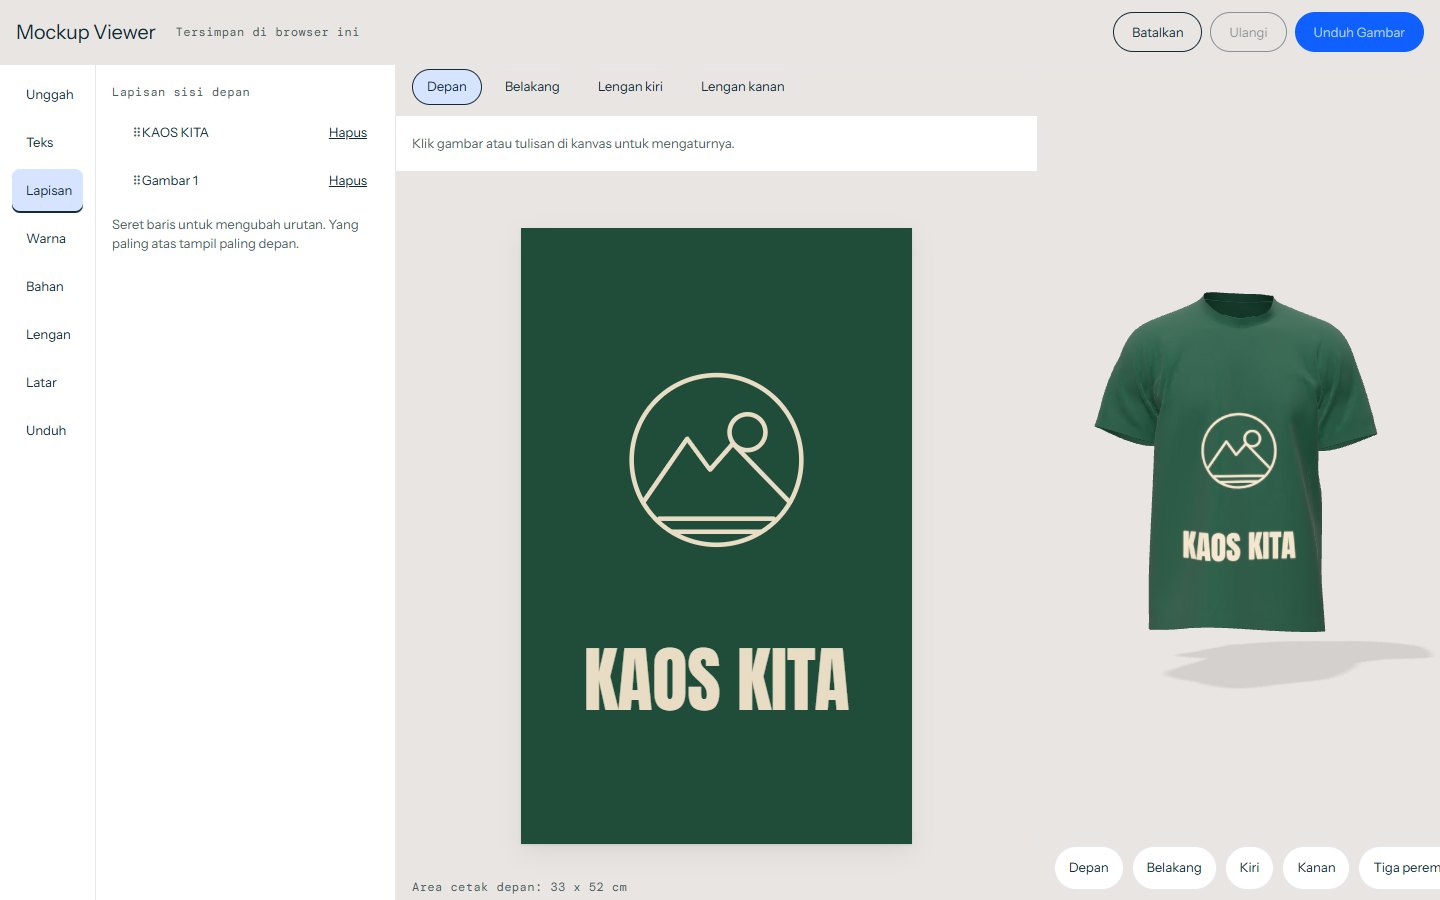 Mockup Viewer
Tersimpan di browser ini
Batalkan
Ulangi
Unduh Gambar
Unggah
Teks
Lapisan
Warna
Bahan
Lengan
Latar
Unduh
Lapisan sisi depan
KAOS KITA
Hapus
Gambar 1
Hapus
Seret baris untuk mengubah urutan. Yang
paling atas tampil paling depan.
Depan
Belakang
Lengan kiri
Lengan kanan
Klik gambar atau tulisan di kanvas untuk mengaturnya.
KAOS KITA
Area cetak depan: 33 x 52 cm
KAOS KITA
Depan
Belakang
Kiri
Kanan
Tiga perem